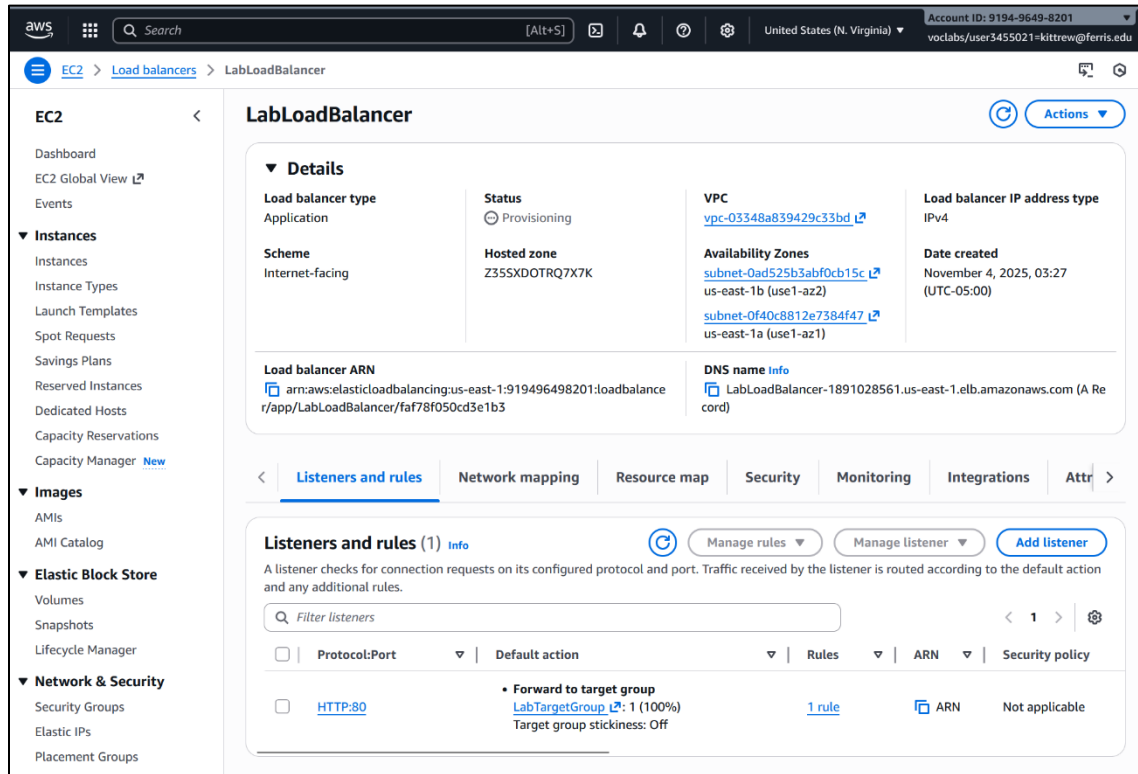 aws
Search
[Alt+S]
United States (N. Virginia)
Account ID: 9194-9649-8201
voclabs/user3455021=kittrew@ferris.edu
EC2 > Load balancers > LabLoadBalancer
EC2
Dashboard
EC2 Global View
Events
Instances
Instances
Instance Types
Launch Templates
Spot Requests
Savings Plans
Reserved Instances
Dedicated Hosts
Capacity Reservations
Capacity Manager New
Images
AMIs
AMI Catalog
Elastic Block Store
Volumes
Snapshots
Lifecycle Manager
Network & Security
Security Groups
Elastic IPs
Placement Groups
LabLoadBalancer
Actions
Details
Load balancer type
Application
Status
Provisioning
VPC
vpc-03348a839429c33bd
Load balancer IP address type
IPv4
Scheme
Internet-facing
Hosted zone
Z35SXDOTRQ7X7K
Availability Zones
subnet-0ad525b3abf0cb15c
us-east-1b (use1-az2)
subnet-0f40c8812e7384f47
us-east-1a (use1-az1)
Date created
November 4, 2025, 03:27
(UTC-05:00)
Load balancer ARN
arn:aws:elasticloadbalancing:us-east-1:919496498201:loadbalance
r/app/LabLoadBalancer/faf78f050cd3e1b3
DNS name Info
LabLoadBalancer-1891028561.us-east-1.elb.amazonaws.com (A Re
cord)
Listeners and rules
Network mapping
Resource map
Security
Monitoring
Integrations
Attr
Listeners and rules (1) Info
Manage rules
Manage listener
Add listener
A listener checks for connection requests on its configured protocol and port. Traffic received by the listener is routed according to the default action
and any additional rules.
Filter listeners
1
Protocol:Port
Default action
Rules
ARN
Security policy
HTTP:80
• Forward to target group
LabTargetGroup: 1 (100%)
Target group stickiness: Off
1 rule
ARN
Not applicable